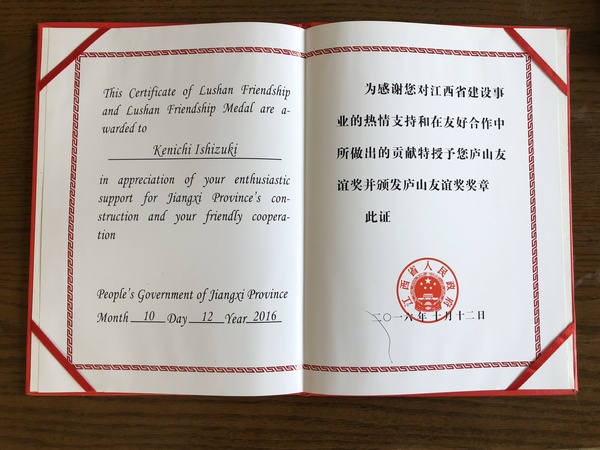 This Certificate of Lushan Friendship
and Lushan Friendship Medal are a-
warded to
Kenichi Ishizuki
in appreciation of your enthusiastic
support for Jiangxi Province's con-
struction and your friendly coopera-
tion
People's Government of Jiangxi Province
Month 10 Day 12 Year 2016
为感谢您对江西省建设事
业的热情支持和在友好合作中
所做出的贡献特授予您庐山友
谊奖并颁发庐山友谊奖奖章
此证
江西省人民政府
二〇一六年十月十二日